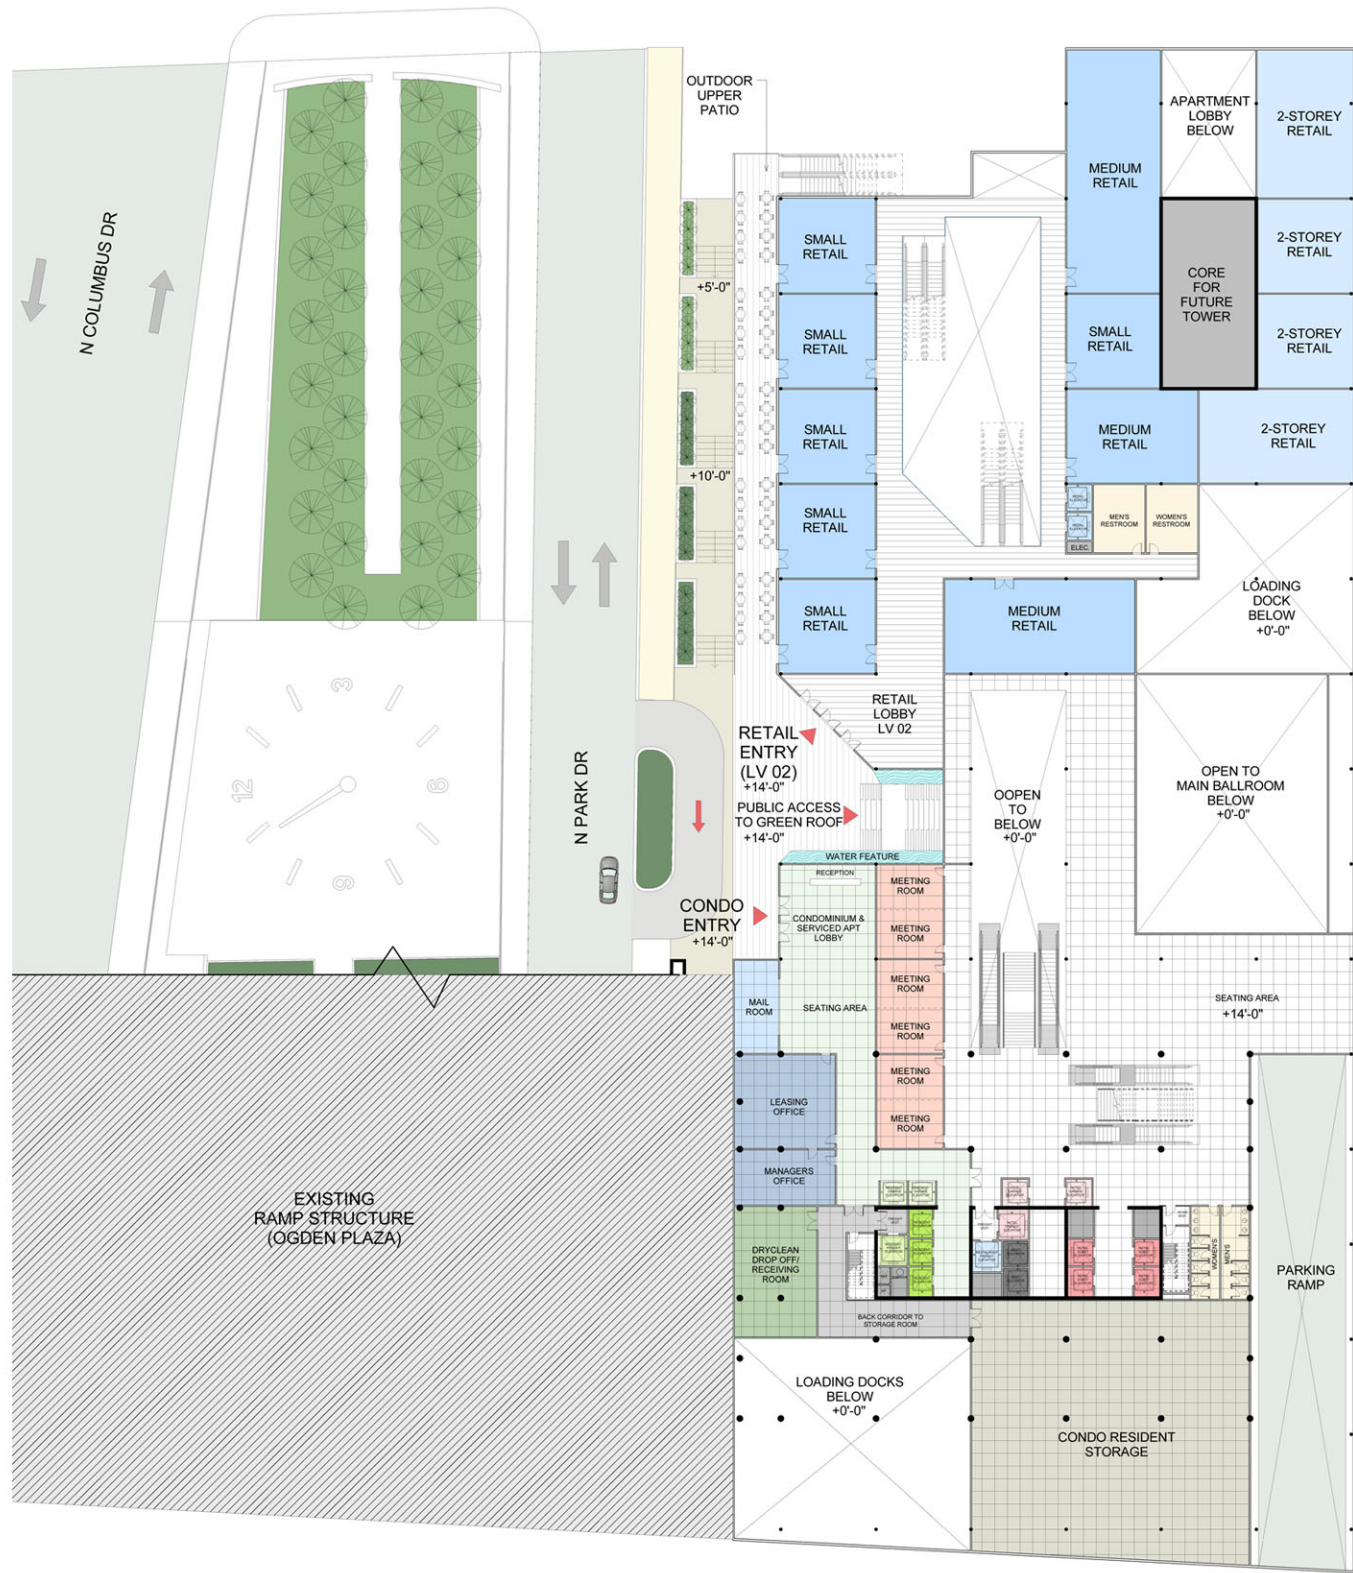 OUTDOOR
UPPER
PATIO
APARTMENT
LOBBY
BELOW
2-STOREY
RETAIL
MEDIUM
RETAIL
N COLUMBUS DR
SMALL
RETAIL
2-STOREY
RETAIL
CORE
FOR
FUTURE
TOWER
+5'-0"
SMALL
RETAIL
SMALL
RETAIL
2-STOREY
RETAIL
SMALL
RETAIL
MEDIUM
RETAIL
2-STOREY
RETAIL
+10'-0"
SMALL
RETAIL
MEN'S
RESTROOM
WOMEN'S
RESTROOM
ELEC.
SMALL
RETAIL
MEDIUM
RETAIL
LOADING
DOCK
BELOW
+0'-0"
3
6
9
12
N PARK DR
RETAIL
LOBBY
LV 02
RETAIL
ENTRY
(LV 02)
+14'-0"
PUBLIC ACCESS
TO GREEN ROOF
+14'-0"
OOPEN
TO
BELOW
+0'-0"
OPEN TO
MAIN BALLROOM
BELOW
+0'-0"
WATER FEATURE
RECEPTION
MEETING
ROOM
CONDO
ENTRY
+14'-0"
CONDOMINIUM &
SERVICED APT
LOBBY
MEETING
ROOM
MAIL
ROOM
SEATING AREA
MEETING
ROOM
MEETING
ROOM
SEATING AREA
+14'-0"
MEETING
ROOM
LEASING
OFFICE
MEETING
ROOM
MANAGERS
OFFICE
EXISTING
RAMP STRUCTURE
(OGDEN PLAZA)
DRYCLEAN
DROP OFF/
RECEIVING
ROOM
WOMEN'S
MEN'S
PARKING
RAMP
BACK CORRIDOR TO
STORAGE ROOM
LOADING DOCKS
BELOW
+0'-0"
CONDO RESIDENT
STORAGE